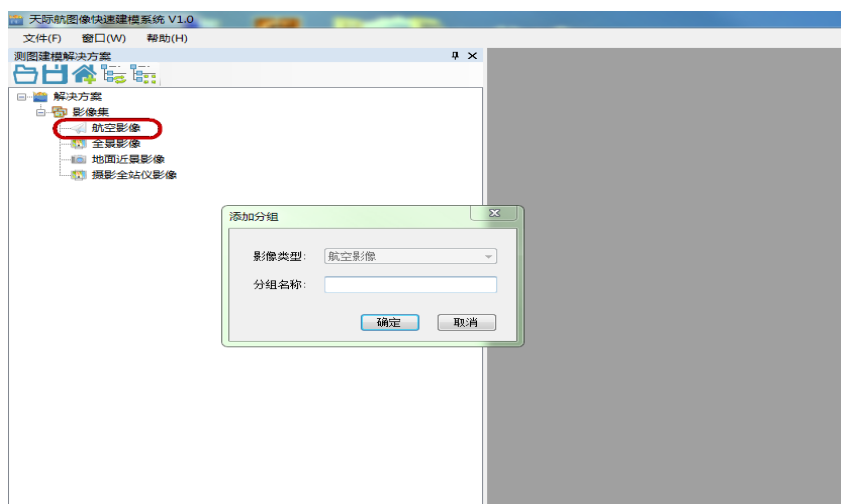 天际航图像快速建模系统 V1.0
文件(F) 窗口(W) 帮助(H)
测图建模解决方案
解决方案
影像集
航空影像
全景影像
地面近景影像
摄影全站仪影像
添加分组
影像类型: 航空影像
分组名称:
确定 取消